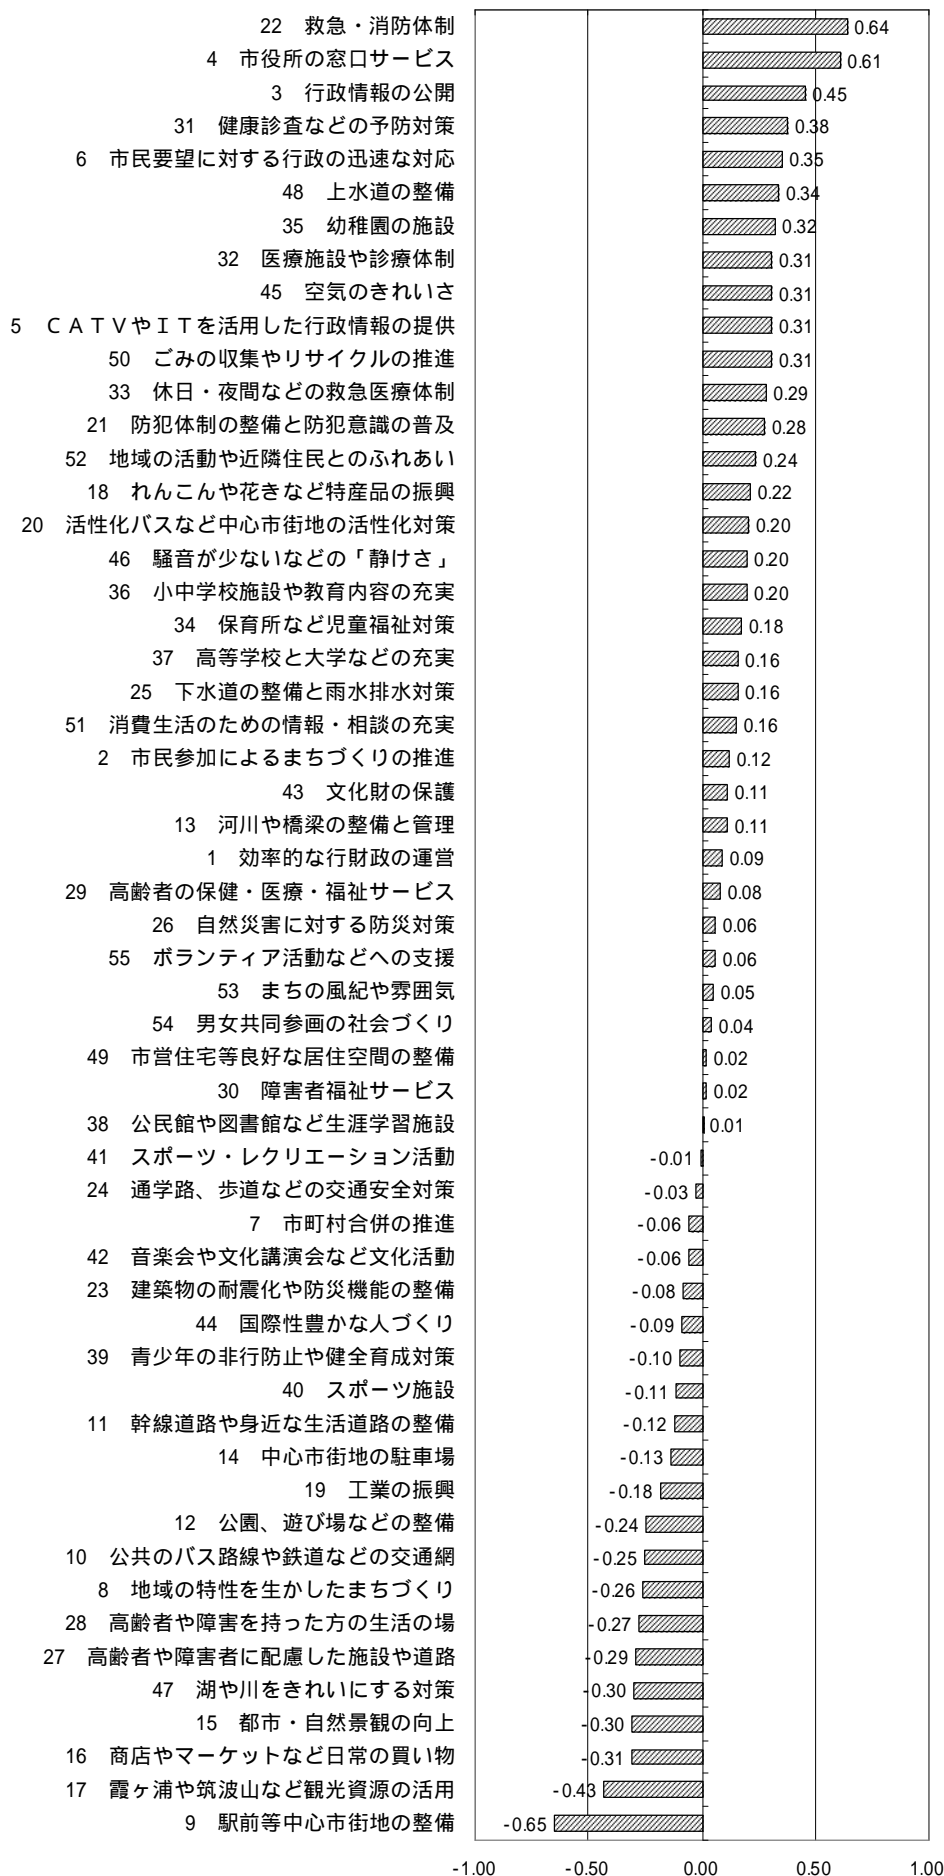 22 救急・消防体制 0.64
4 市役所の窓口サービス 0.61
3 行政情報の公開 0.45
31 健康診査などの予防対策 0.38
6 市民要望に対する行政の迅速な対応 0.35
48 上水道の整備 0.34
35 幼稚園の施設 0.32
32 医療施設や診療体制 0.31
45 空気のきれいさ 0.31
5 ＣＡＴＶやＩＴを活用した行政情報の提供 0.31
50 ごみの収集やリサイクルの推進 0.31
33 休日・夜間などの救急医療体制 0.29
21 防犯体制の整備と防犯意識の普及 0.28
52 地域の活動や近隣住民とのふれあい 0.24
18 れんこんや花きなど特産品の振興 0.22
20 活性化バスなど中心市街地の活性化対策 0.20
46 騒音が少ないなどの「静けさ」 0.20
36 小中学校施設や教育内容の充実 0.20
34 保育所など児童福祉対策 0.18
37 高等学校と大学などの充実 0.16
25 下水道の整備と雨水排水対策 0.16
51 消費生活のための情報・相談の充実 0.16
2 市民参加によるまちづくりの推進 0.12
43 文化財の保護 0.11
13 河川や橋梁の整備と管理 0.11
1 効率的な行財政の運営 0.09
29 高齢者の保健・医療・福祉サービス 0.08
26 自然災害に対する防災対策 0.06
55 ボランティア活動などへの支援 0.06
53 まちの風紀や雰囲気 0.05
54 男女共同参画の社会づくり 0.04
49 市営住宅等良好な居住空間の整備 0.02
30 障害者福祉サービス 0.02
38 公民館や図書館など生涯学習施設 0.01
41 スポーツ・レクリエーション活動 -0.01
24 通学路、歩道などの交通安全対策 -0.03
7 市町村合併の推進 -0.06
42 音楽会や文化講演会など文化活動 -0.06
23 建築物の耐震化や防災機能の整備 -0.08
44 国際性豊かな人づくり -0.09
39 青少年の非行防止や健全育成対策 -0.10
40 スポーツ施設 -0.11
11 幹線道路や身近な生活道路の整備 -0.12
14 中心市街地の駐車場 -0.13
19 工業の振興 -0.18
12 公園、遊び場などの整備 -0.24
10 公共のバス路線や鉄道などの交通網 -0.25
8 地域の特性を生かしたまちづくり -0.26
28 高齢者や障害を持った方の生活の場 -0.27
27 高齢者や障害者に配慮した施設や道路 -0.29
47 湖や川をきれいにする対策 -0.30
15 都市・自然景観の向上 -0.30
16 商店やマーケットなど日常の買い物 -0.31
17 霞ヶ浦や筑波山など観光資源の活用 -0.43
9 駅前等中心市街地の整備 -0.65
-1.00 -0.50 0.00 0.50 1.00